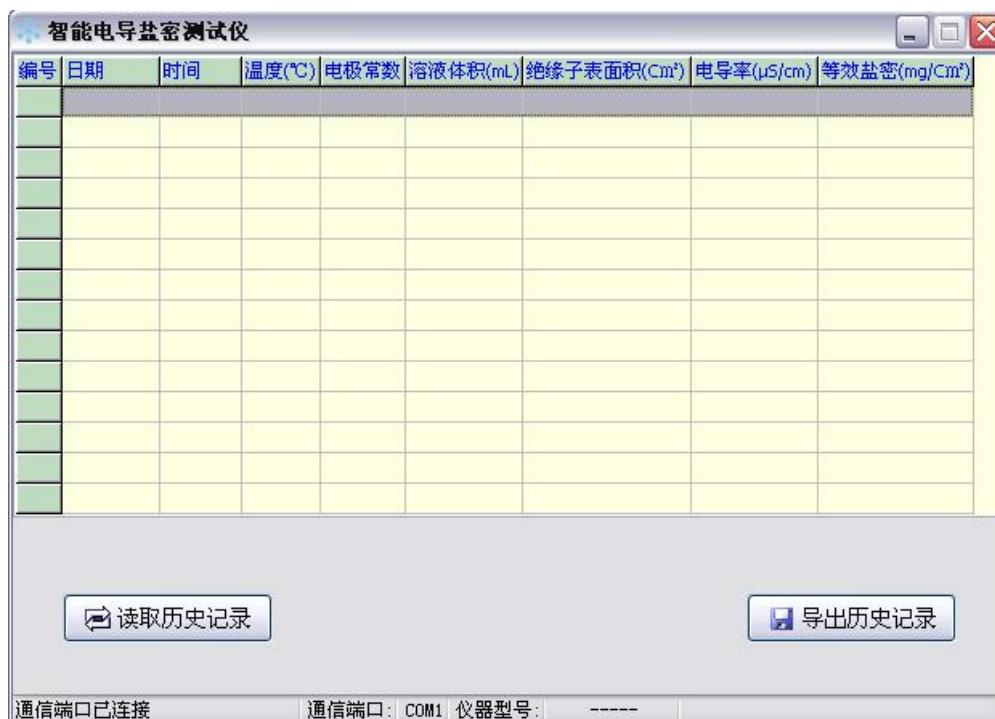 智能电导盐密测试仪
编号 日期 时间 温度(℃) 电极常数 溶液体积(mL) 绝缘子表面积(Cm²) 电导率(μS/cm) 等效盐密(mg/Cm²)
读取历史记录 导出历史记录
通信端口已连接 通信端口: COM1 仪器型号: -----